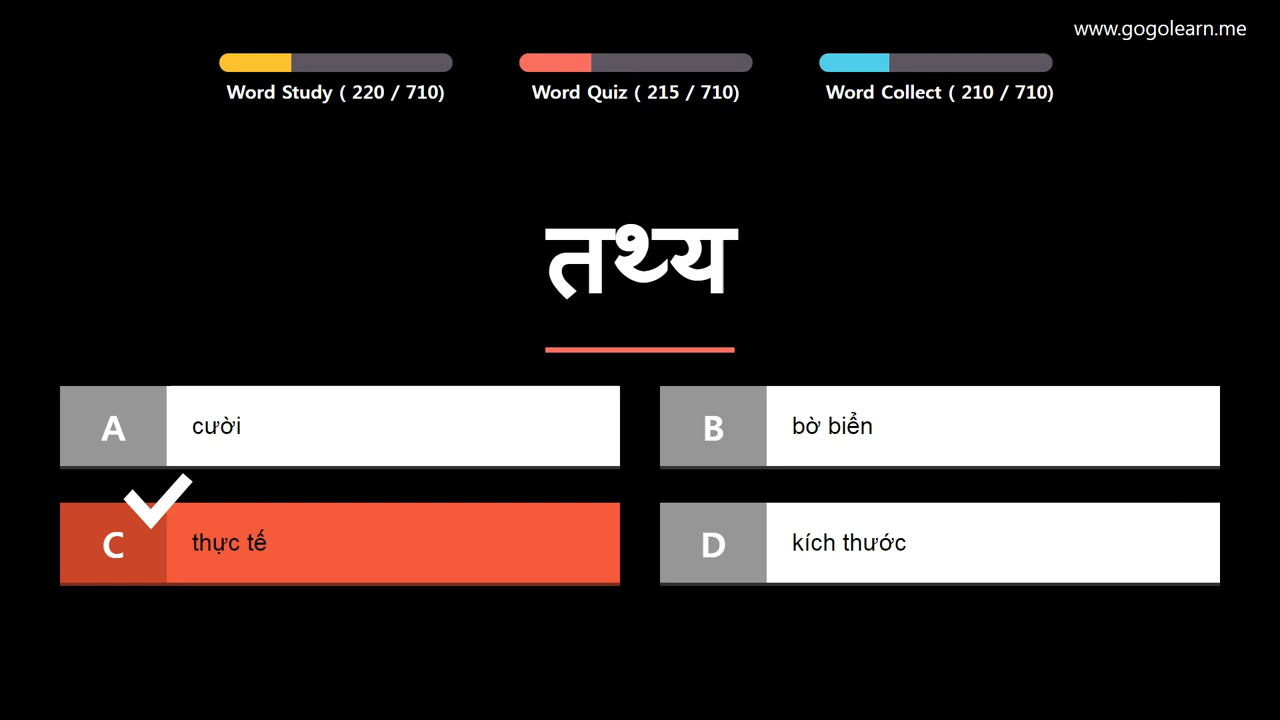 www.gogolearn.me
Word Study ( 220 / 710)
Word Quiz ( 215 / 710)
Word Collect ( 210 / 710)
तथ्य
A cười
B bờ biển
C thực tế
D kích thước